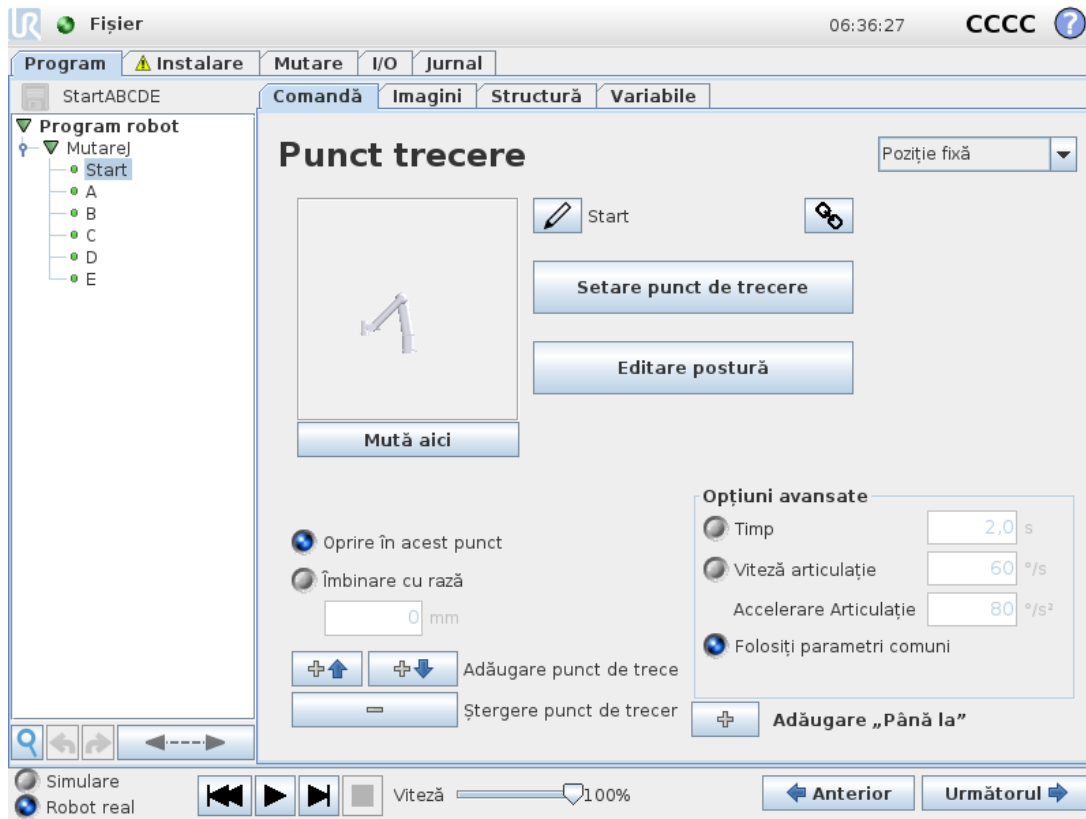 Fișier 06:36:27 CCCC ?
Program Instalare Mutare I/O Jurnal
StartABCDE
Comandă Imagini Structură Variabile
Program robot
MutareJ
Start
A
B
C
D
E
Punct trecere
Poziție fixă
Start
Setare punct de trecere
Editare postură
Mută aici
Oprire în acest punct
Îmbinare cu rază
0 mm
Adăugare punct de trece
Ștergere punct de trecer
Opțiuni avansate
Timp 2,0 s
Viteză articulație 60 °/s
Accelerare Articulație 80 °/s²
Folosiți parametri comuni
Adăugare „Până la”
Simulare
Robot real
Viteză 100%
Anterior
Următorul